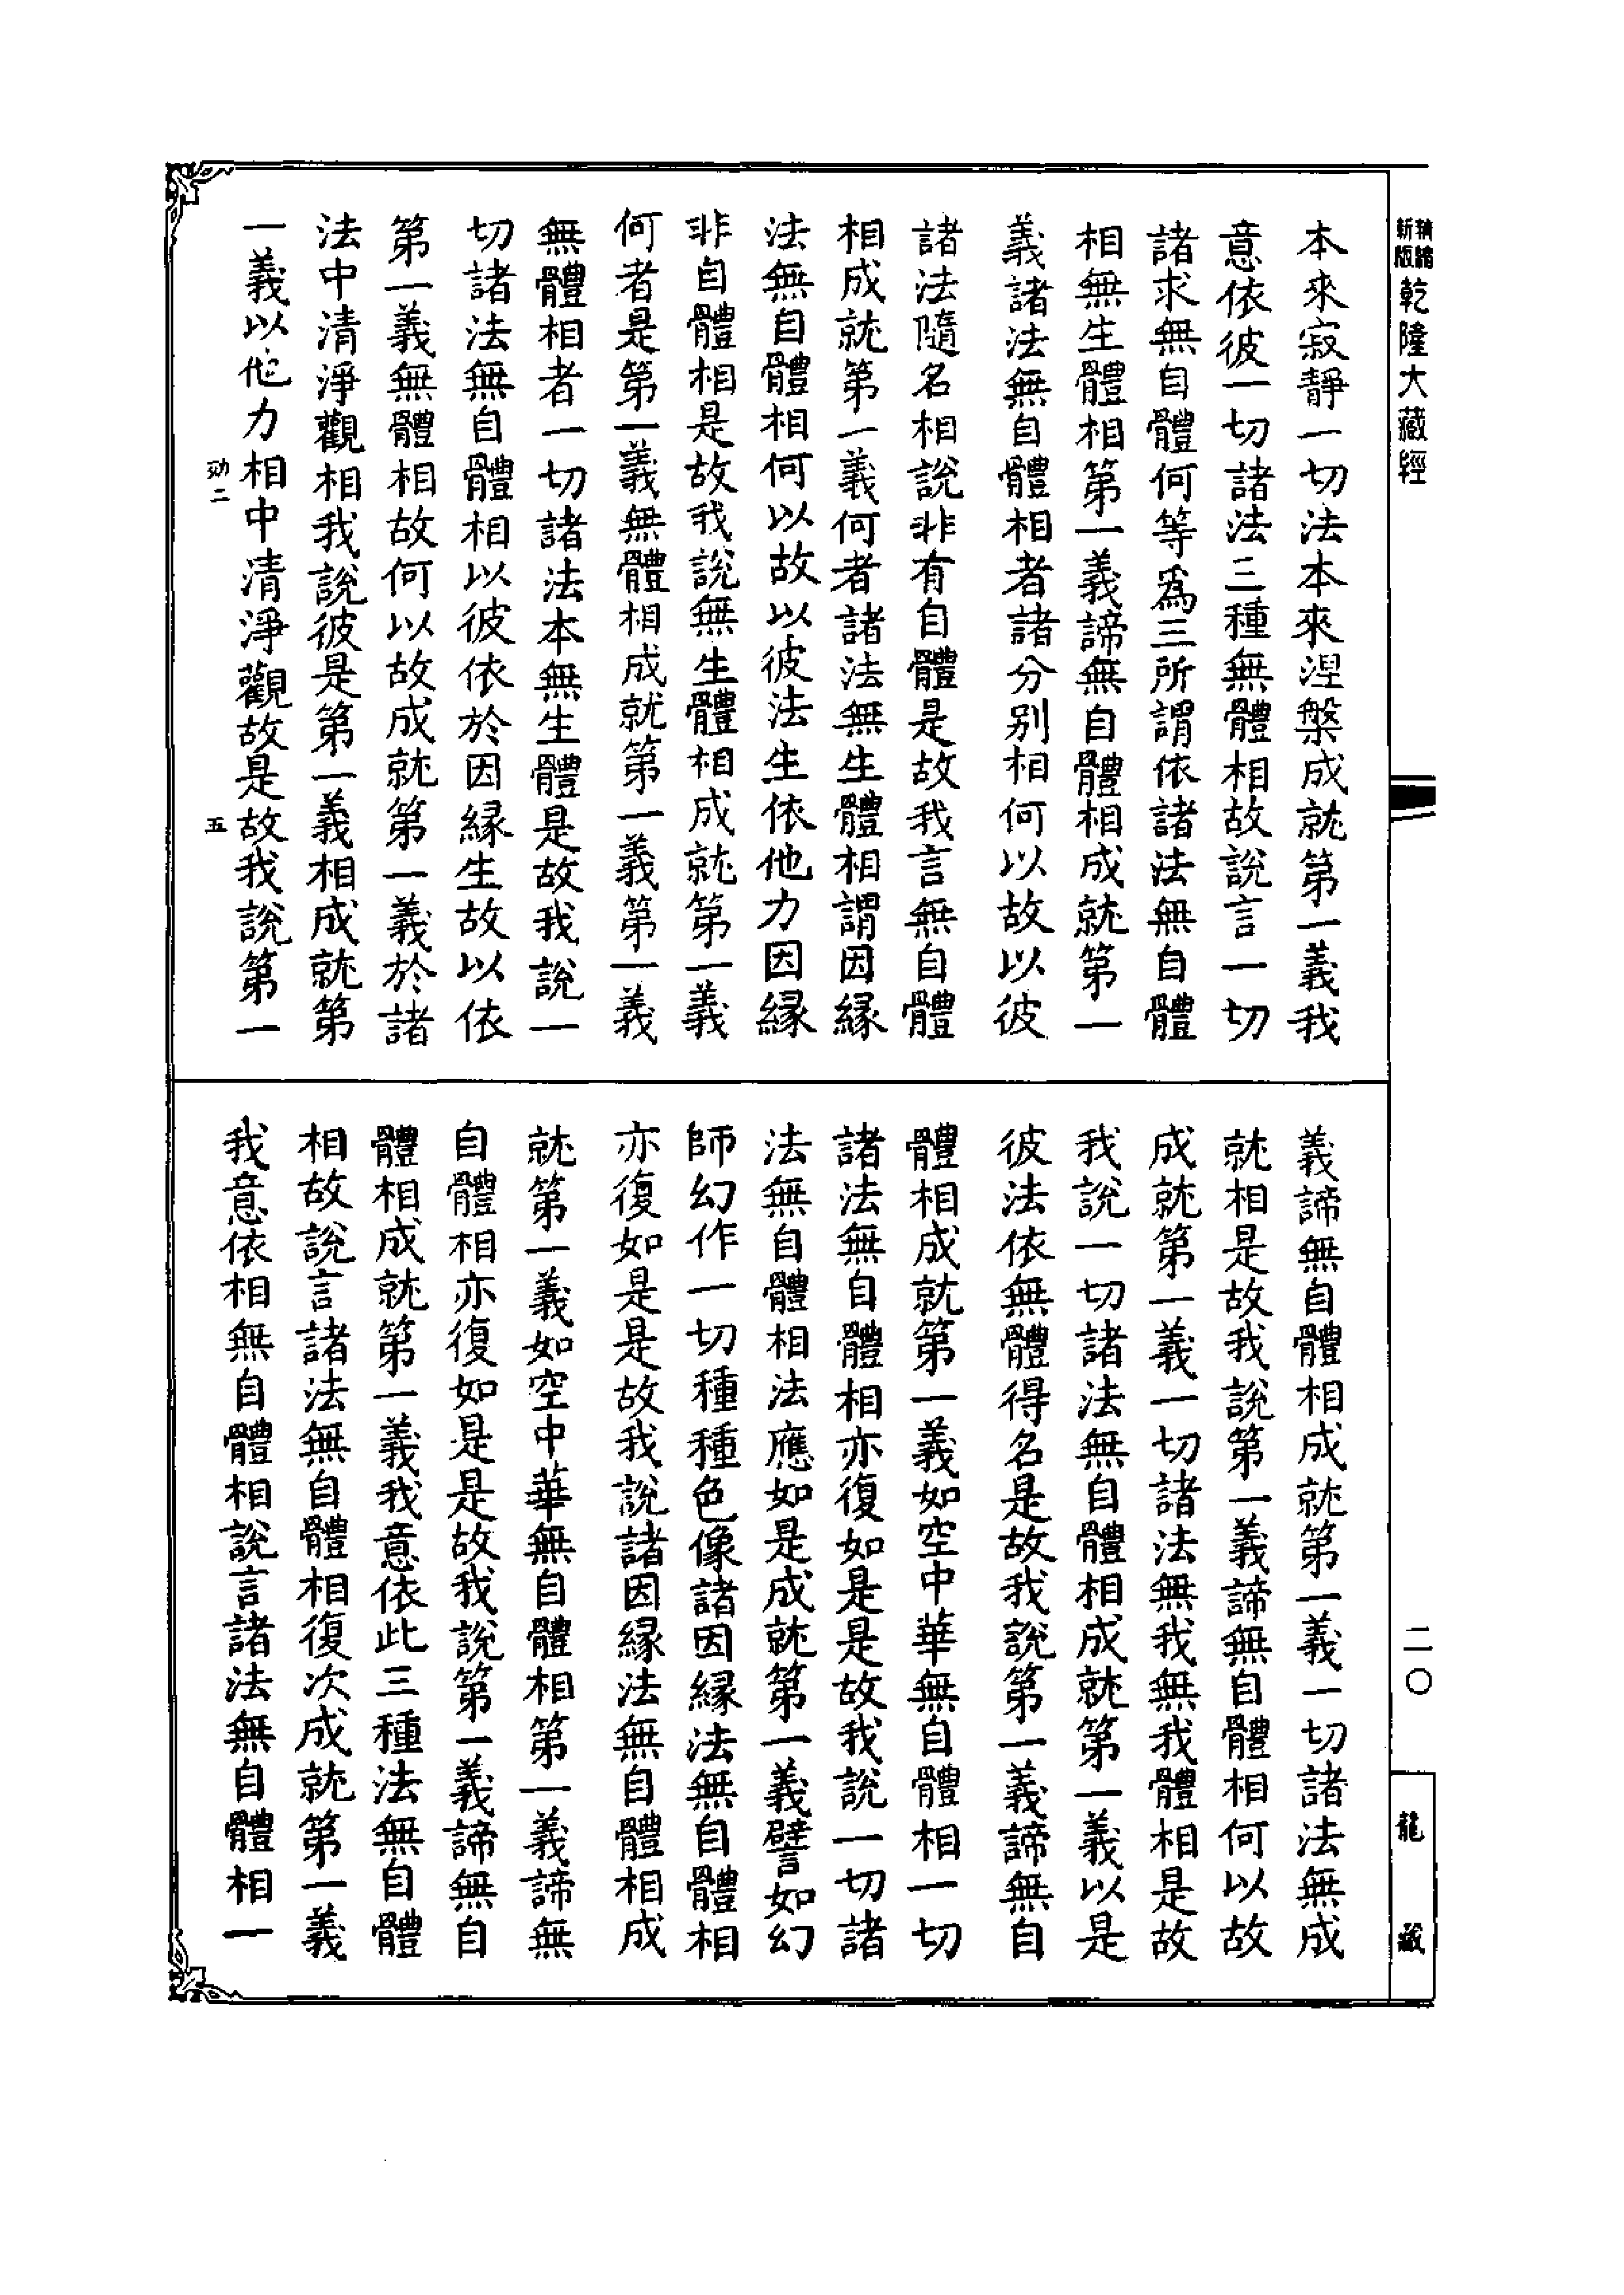 新版
精縮
乾隆大藏經
本來寂靜一切法本來涅槃成就第一義我
意依彼一切諸法三種無體相故說言一切
諸求無自體何等為三所謂依諸法無自體
相無生體相第一義諦無自體相成就第一
義諸法無自體相者諸分別相何以故以彼
諸法隨名相說非有自體是故我言無自體
相成就第一義何者諸法無生體相謂因緣
法無自體相何以故以彼法生依他力因緣
非自體相是故我說無生體相成就第一義
何者是第一義無體相成就第一義第一義
無體相者一切諸法本無生體是故我說一
切諸法無自體相以彼依於因緣生故以依
第一義無體相故何以故成就第一義於諸
法中清淨觀相我說彼是第一義相成就第
一義以他力相中清淨觀故是故我說第一
効二
五
義諦無自體相成就第一義一切諸法無成
就相是故我說第一義諦無自體相何以故
成就第一義一切諸法無我無我體相是故
我說一切諸法無自體相成就第一義以是
彼法依無體得名是故我說第一義諦無自
體相成就第一義如空中華無自體相一切
諸法無自體相亦復如是是故我說一切諸
法無自體相法應如是成就第一義譬如幻
師幻作一切種種色像諸因緣法無自體相
亦復如是是故我說諸因緣法無自體相成
就第一義如空中華無自體相第一義諦無
自體相亦復如是是故我說第一義諦無自
體相成就第一義我意依此三種法無自體
相故說言諸法無自體相復次成就第一義
我意依相無自體相說言諸法無自體相一
二〇
龍藏